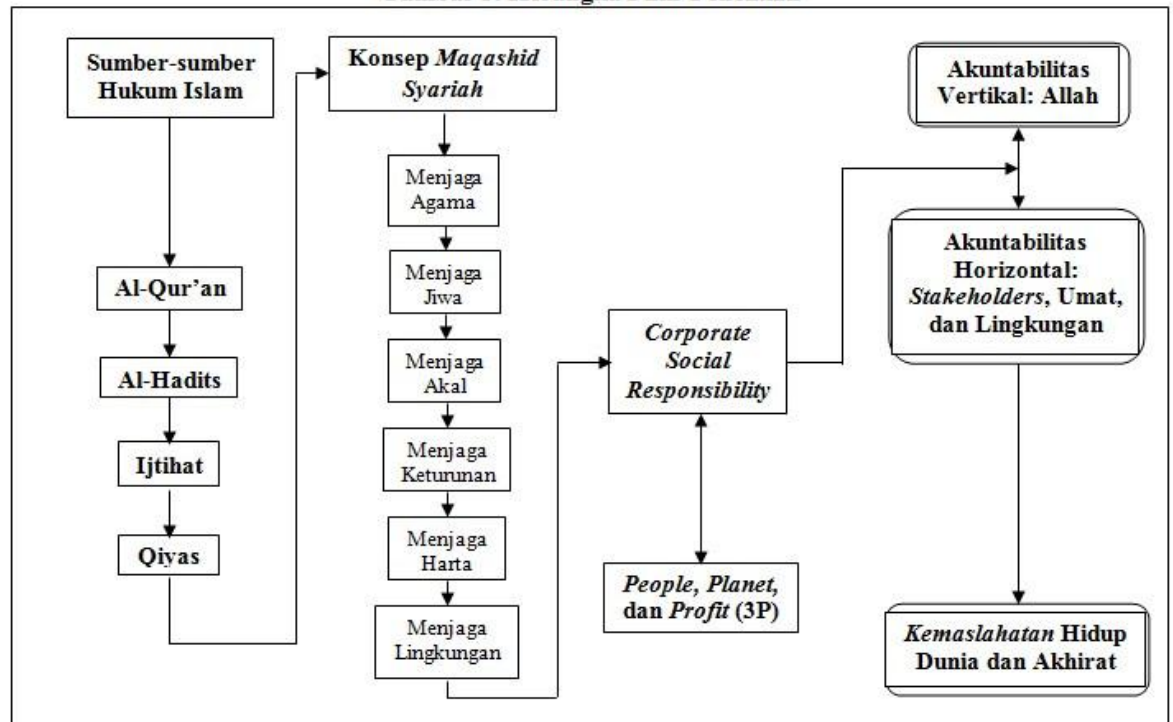 Sumber-sumber
Hukum Islam
Al-Qur'an
Al-Hadits
Ijtihat
Qiyas
Konsep Maqashid
Syariah
Menjaga
Agama
Menjaga
Jiwa
Menjaga
Akal
Menjaga
Keturunan
Menjaga
Harta
Menjaga
Lingkungan
Corporate
Social
Responsibility
People, Planet,
dan Profit (3P)
Akuntabilitas
Vertikal: Allah
Akuntabilitas
Horizontal:
Stakeholders, Umat,
dan Lingkungan
Kemaslahatan Hidup
Dunia dan Akhirat